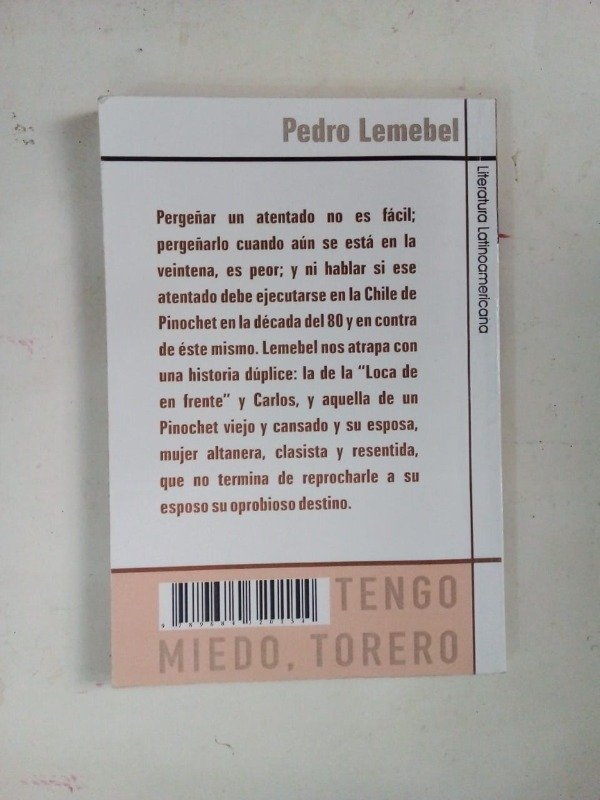 Pedro Lemebel
Literatura Latinoamericana
Pergeñar un atentado no es fácil;
pergeñarlo cuando aún se está en la
veintena, es peor; y ni hablar si ese
atentado debe ejecutarse en la Chile de
Pinochet en la década del 80 y en contra
de éste mismo. Lemebel nos atrapa con
una historia dúplice: la de la “Loca de
en frente” y Carlos, y aquella de un
Pinochet viejo y cansado y su esposa,
mujer altanera, clasista y resentida,
que no termina de reprocharle a su
esposo su oprobioso destino.
TENGO
MIEDO, TORERO